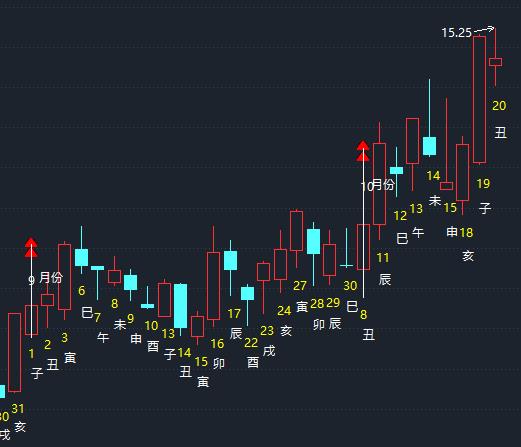 15.25
20
丑
19
子
14
未
15
申
18
亥
10月份
12
巳
13
午
11
辰
8
丑
9
月份
6
巳
7
午
8
未
9
申
10
酉
13
子
14
丑
15
寅
16
卯
17
辰
22
酉
23
戌
24
亥
27
寅
28
卯
29
辰
30
巳
1
子
2
丑
3
寅
31
亥
30
戌